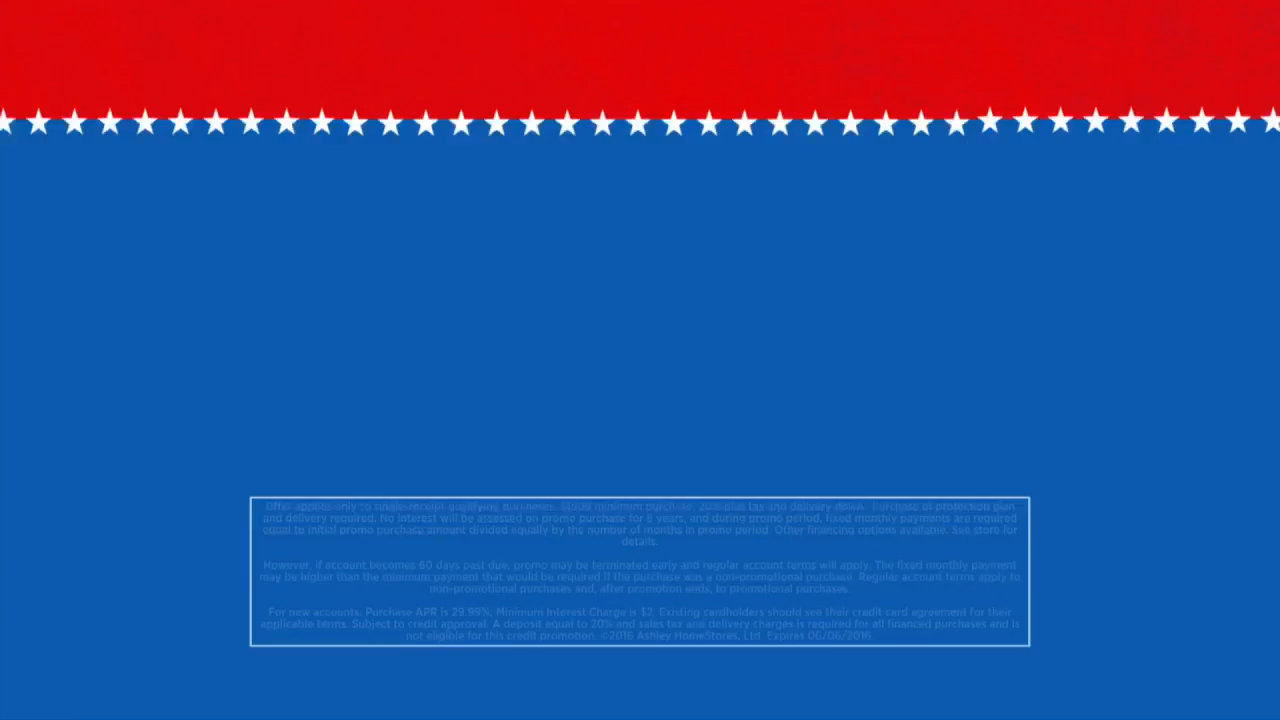 Offer applies only to single-receipt qualifying purchases. minimum purchase. 20% plus tax and delivery down. Purchase of protection plan
and delivery required. No interest will be assessed on promo purchase for 6 years, and during promo period, fixed monthly payments are required
equal to initial promo purchase amount divided equally by the number of months in promo period. Other financing options available. See store for
details.
However, if account becomes 60 days past due, promo may be terminated early and regular account terms will apply. The fixed monthly payment
may be higher than the minimum payment that would be required if the purchase was a non-promotional purchase. Regular account terms apply to
non-promotional purchases and, after promotion ends, to promotional purchases.
For new accounts, Purchase APR is 29.99%; Minimum Interest Charge is $2. Existing cardholders should see their credit card agreement for their
applicable terms. Subject to credit approval. A deposit equal to 20% and sales tax and delivery charges is required for all financed purchases and is
not eligible for this credit promotion. ©2016 Ashley HomeStores, Ltd. Expires 06/06/2016.